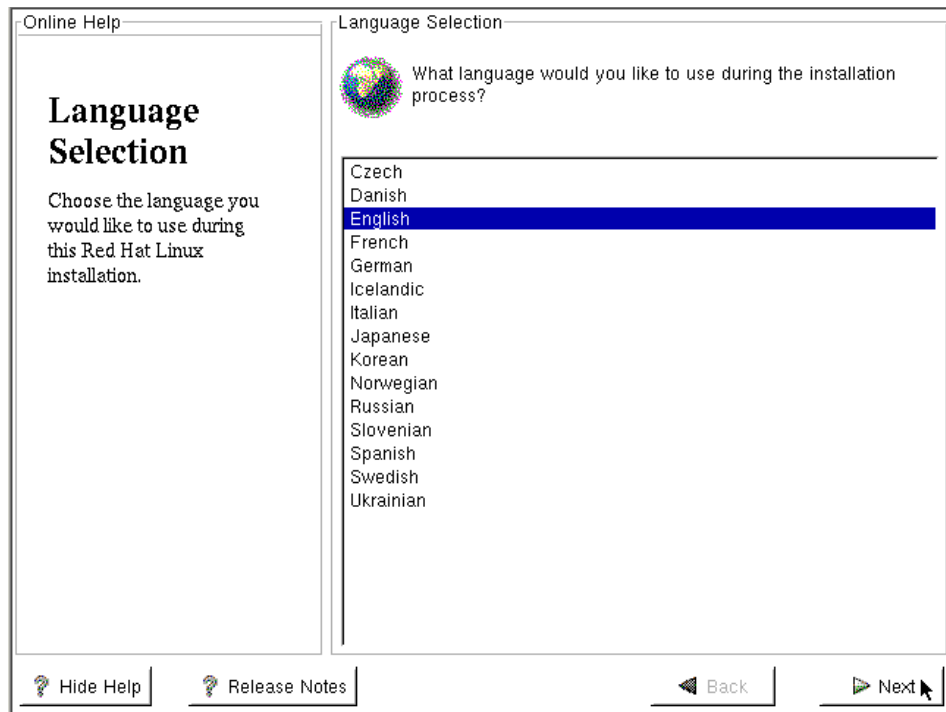 Online Help
Language
Selection
Choose the language you
would like to use during
this Red Hat Linux
installation.
Language Selection
What language would you like to use during the installation
process?
Czech
Danish
English
French
German
Icelandic
Italian
Japanese
Korean
Norwegian
Russian
Slovenian
Spanish
Swedish
Ukrainian
Hide Help
Release Notes
Back
Next